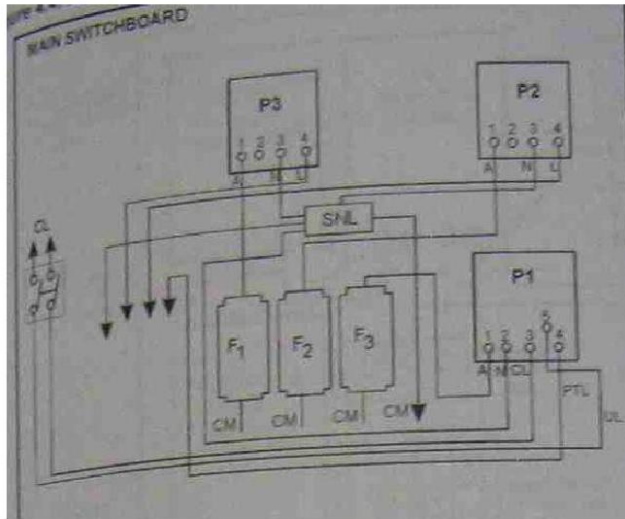 MAIN SWITCHBOARD
P3
1 2 3 4
A N L
P2
1 2 3 4
A N L
SNL
CL
P1
5
1 2 3 4
A N CL
PTL
UL
F1
F2
F3
CM CM CM CM